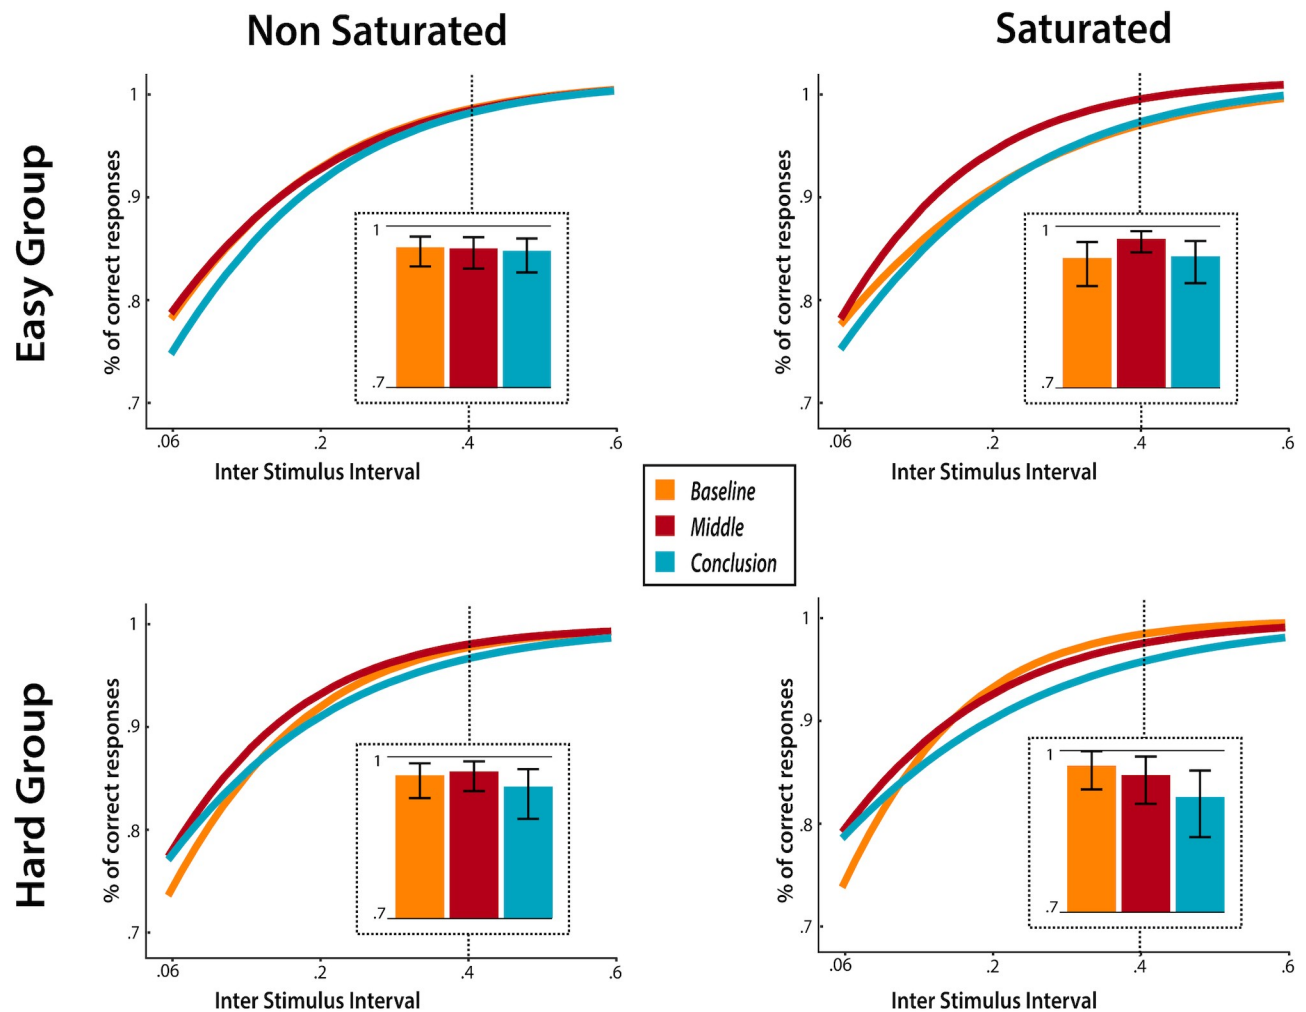 Non Saturated
Saturated
Easy Group
% of correct responses
1
.9
.8
.7
.06
.2
.4
.6
Inter Stimulus Interval
1
.7
% of correct responses
1
.9
.8
.7
.06
.2
.4
.6
Inter Stimulus Interval
1
.7
Baseline
Middle
Conclusion
Hard Group
% of correct responses
1
.9
.8
.7
.06
.2
.4
.6
Inter Stimulus Interval
1
.7
% of correct responses
1
.9
.8
.7
.06
.2
.4
.6
Inter Stimulus Interval
1
.7